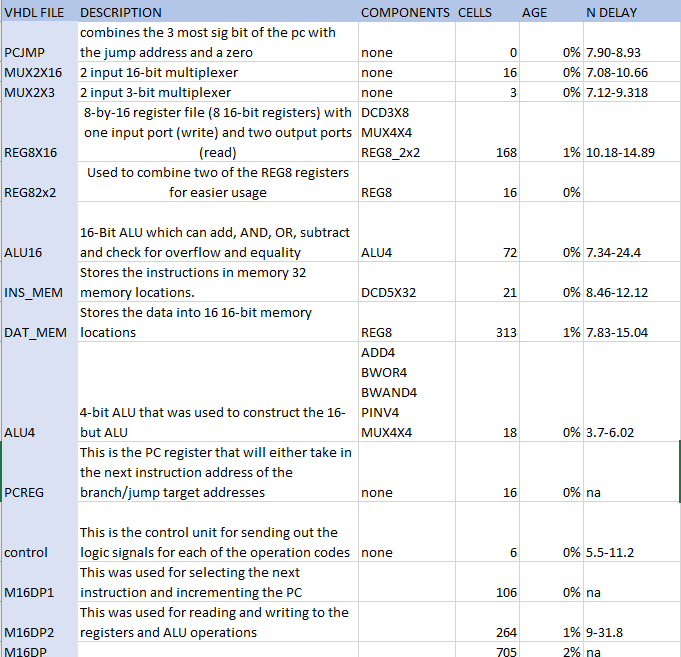 VHDL FILE DESCRIPTION COMPONENTS CELLS AGE N DELAY
combines the 3 most sig bit of the pc with
PCJMP the jump address and a zero none 0 0% 7.90-8.93
MUX2X16 2 input 16-bit multiplexer none 16 0% 7.08-10.66
MUX2X3 2 input 3-bit multiplexer none 3 0% 7.12-9.318
8-by-16 register file (8 16-bit registers) with DCD3X8
one input port (write) and two output ports MUX4X4
REG8X16 (read) REG8_2x2 168 1% 10.18-14.89
Used to combine two of the REG8 registers
REG82x2 for easier usage REG8 16 0%
16-Bit ALU which can add, AND, OR, subtract
ALU16 and check for overflow and equality ALU4 72 0% 7.34-24.4
Stores the instructions in memory 32
INS_MEM memory locations. DCD5X32 21 0% 8.46-12.12
Stores the data into 16 16-bit memory
DAT_MEM locations REG8 313 1% 7.83-15.04
ADD4
BWOR4
BWAND4
4-bit ALU that was used to construct the 16- PINV4
ALU4 but ALU MUX4X4 18 0% 3.7-6.02
This is the PC register that will either take in
the next instruction address of the
PCREG branch/jump target addresses none 16 0% na
This is the control unit for sending out the
control logic signals for each of the operation codes none 6 0% 5.5-11.2
This was used for selecting the next
M16DP1 instruction and incrementing the PC 106 0% na
This was used for reading and writing to the
M16DP2 registers and ALU operations 264 1% 9-31.8
M16DP 705 2% na